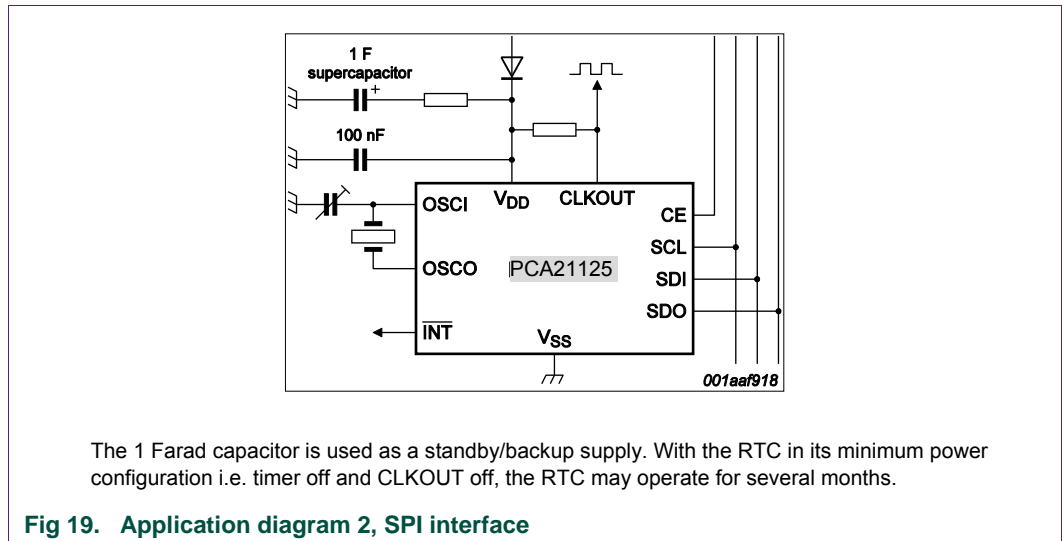 1 F
supercapacitor
+
100 nF
OSCI
VDD
CLKOUT
CE
SCL
OSCO
PCA21125
SDI
SDO
INT
VSS
001aaf918
The 1 Farad capacitor is used as a standby/backup supply. With the RTC in its minimum power
configuration i.e. timer off and CLKOUT off, the RTC may operate for several months.
Fig 19. Application diagram 2, SPI interface